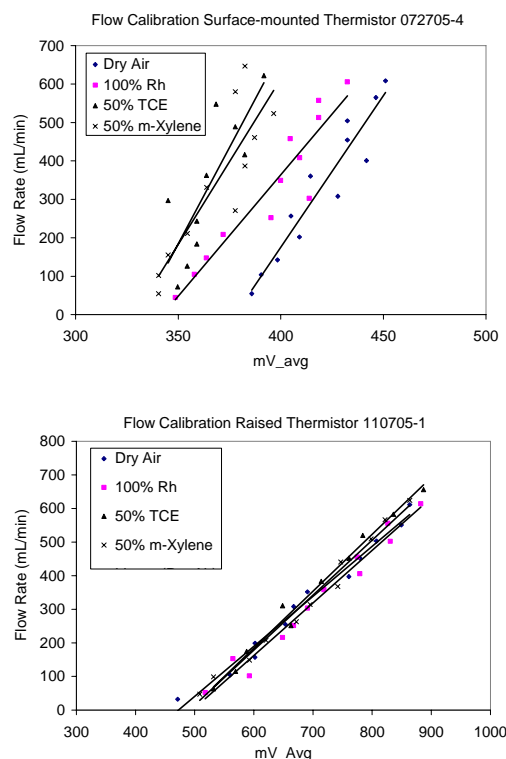 Flow Calibration Surface-mounted Thermistor 072705-4
700
600
500
400
300
200
100
0
Flow Rate (mL/min)
Dry Air
100% Rh
50% TCE
50% m-Xylene
300
350
400
450
500
mV_avg
Flow Calibration Raised Thermistor 110705-1
800
700
600
500
400
300
200
100
0
Flow Rate (mL/min)
Dry Air
100% Rh
50% TCE
50% m-Xylene
300
400
500
600
700
800
900
1000
mV_Avg